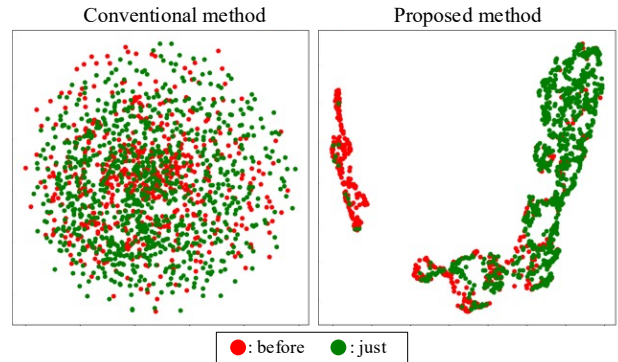 Conventional method
Proposed method
: before : just